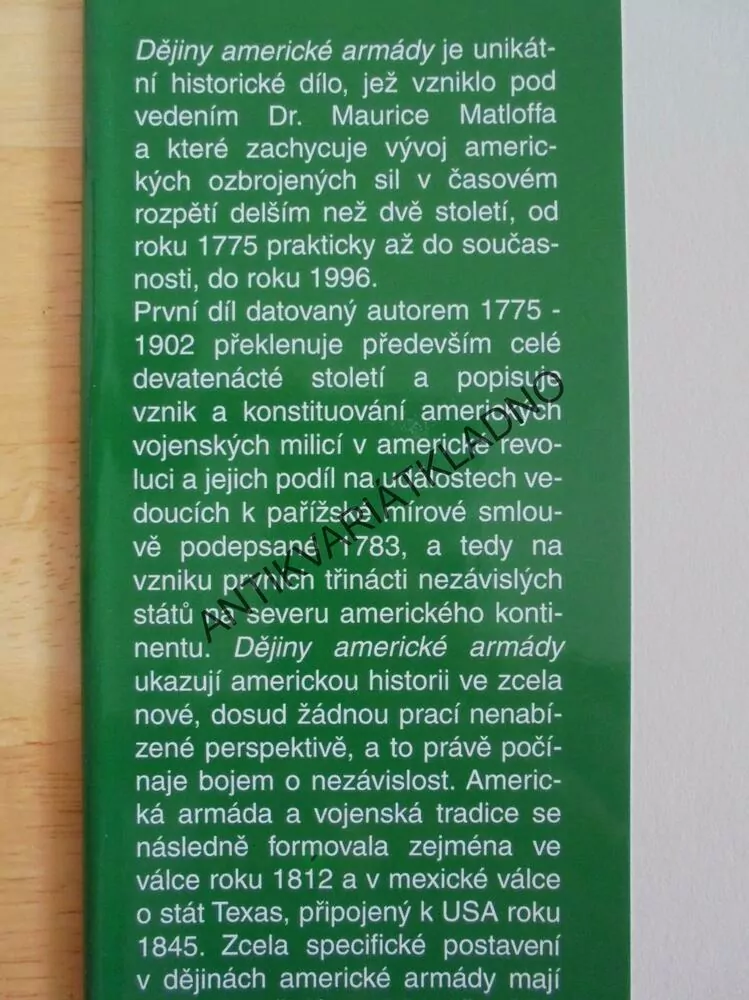 Dějiny americké armády je unikát-
ní historické dílo, jež vzniklo pod
vedením Dr. Maurice Matloffa
a které zachycuje vývoj americ-
kých ozbrojených sil v časovém
rozpětí delším než dvě století, od
roku 1775 prakticky až do součas-
nosti, do roku 1996.
První díl datovaný autorem 1775 -
1902 překlenuje především celé
devatenácté století a popisuje
vznik a konstituování amerických
vojenských milicí v americké revo-
luci a jejich podíl na událostech ve-
doucích k pařížské mírové smlou-
vě podepsané 1783, a tedy na
vzniku prvních třinácti nezávislých
států na severu amerického konti-
nentu. Dějiny americké armády
ukazují americkou historii ve zcela
nové, dosud žádnou prací nenabí-
zené perspektivě, a to právě počí-
naje bojem o nezávislost. Americ-
ká armáda a vojenská tradice se
následně formovala zejména ve
válce roku 1812 a v mexické válce
o stát Texas, připojený k USA roku
1845. Zcela specifické postavení
v dějinách americké armády mají
ANTIKVARIÁTKLADNO